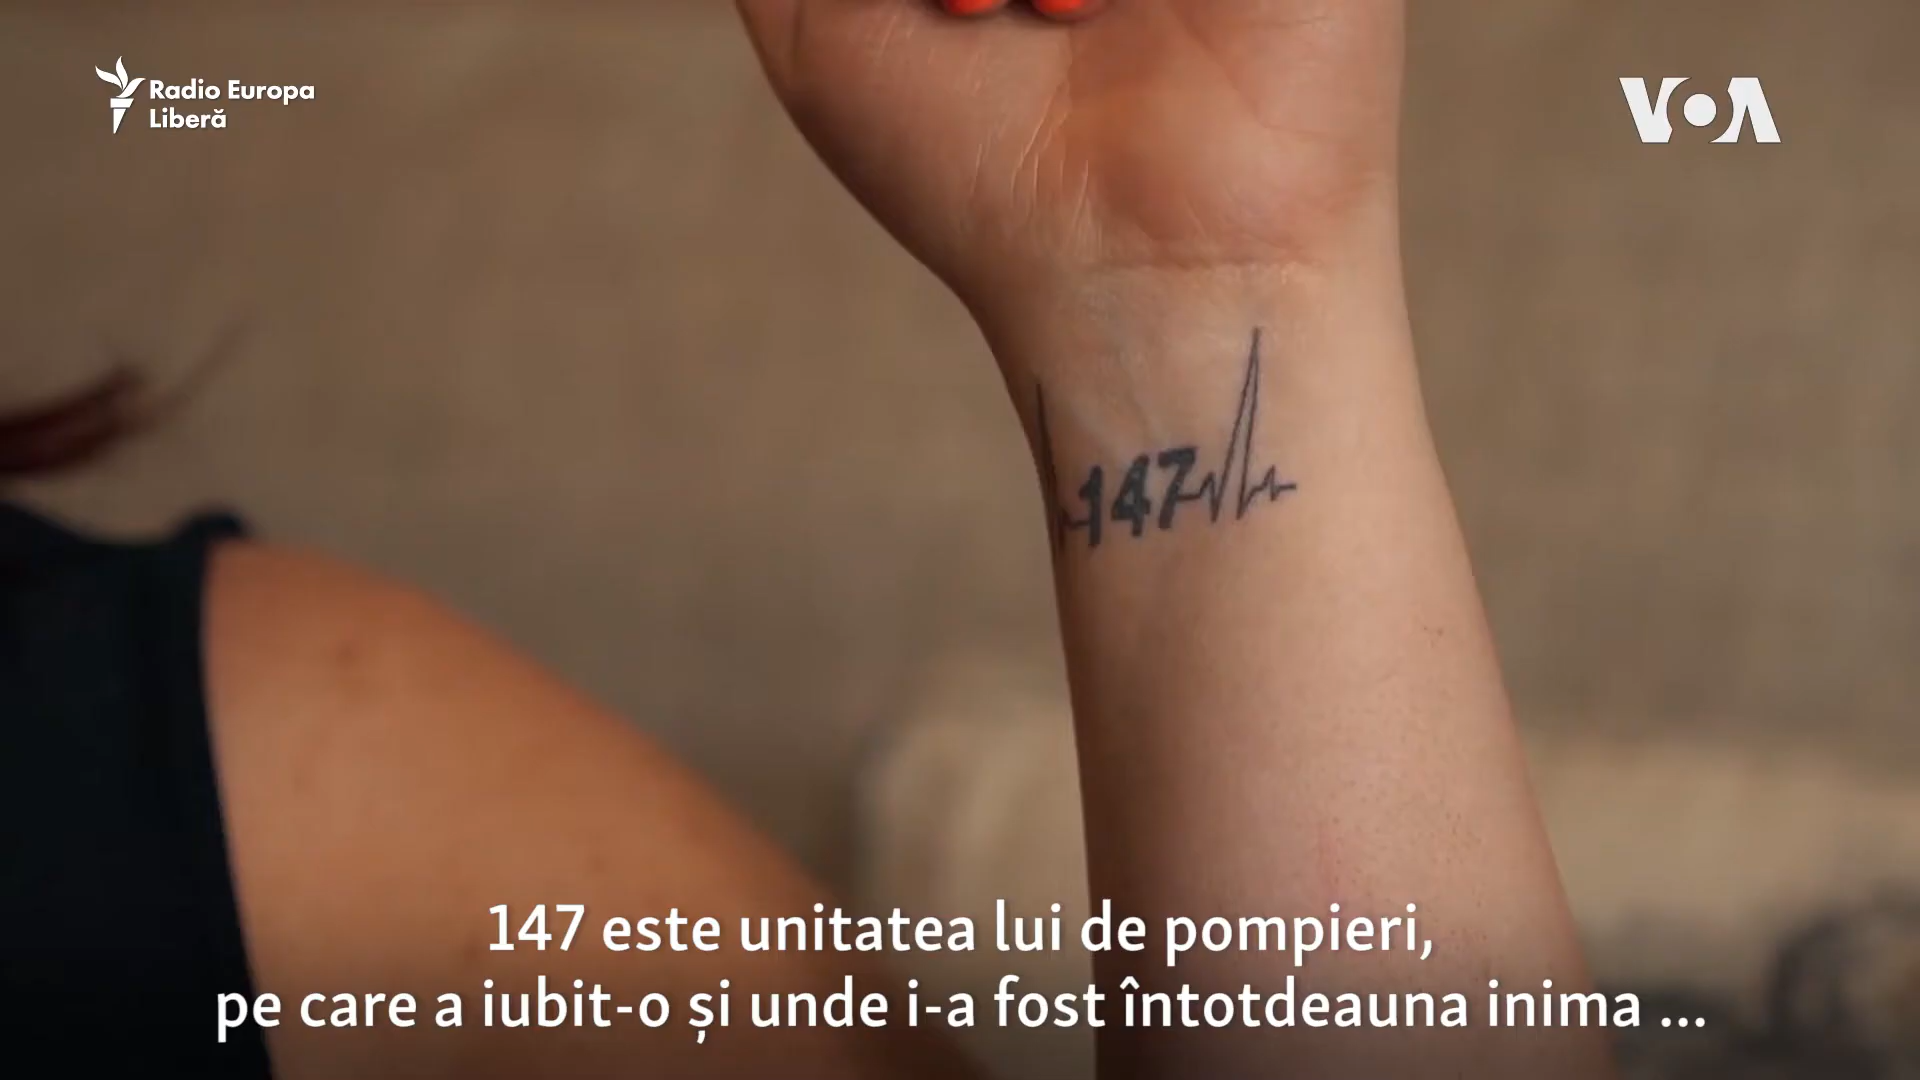 Radio Europa
Liberă
VOA
147
147 este unitatea lui de pompieri,
pe care a iubit-o și unde i-a fost întotdeauna inima ...